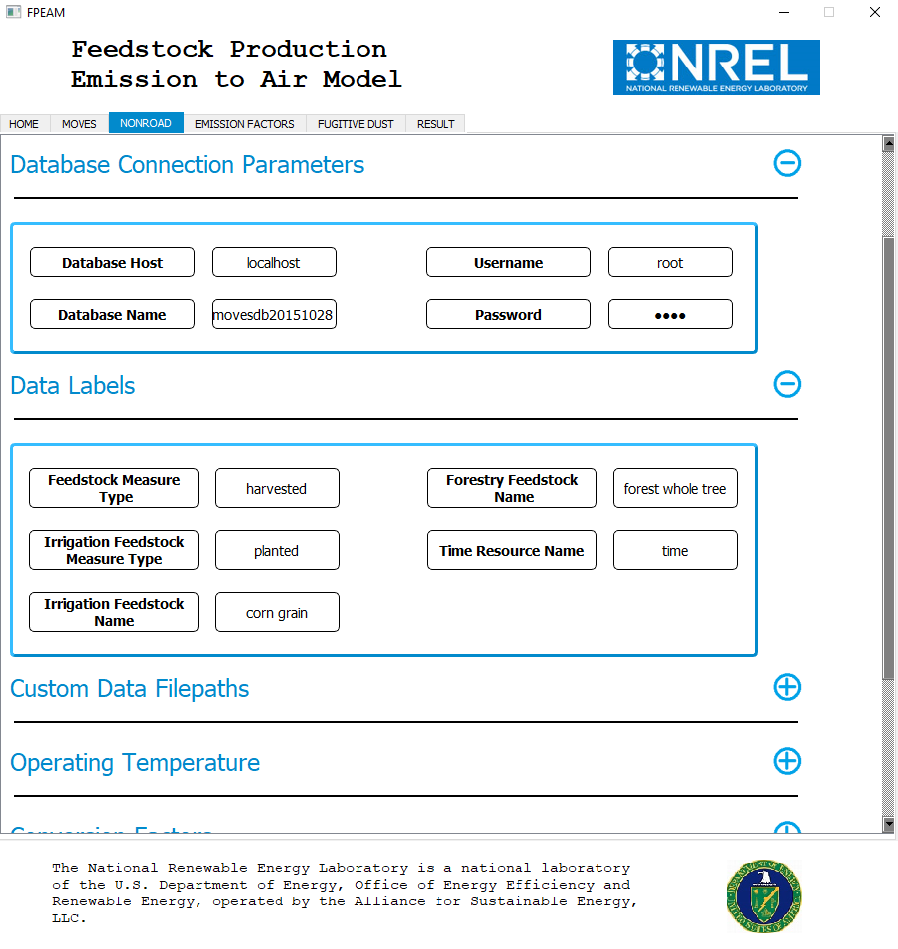 FPEAM
Feedstock Production
Emission to Air Model
NREL
NATIONAL RENEWABLE ENERGY LABORATORY
HOME MOVES NONROAD EMISSION FACTORS FUGITIVE DUST RESULT
Database Connection Parameters
Database Host localhost Username root
Database Name movesdb20151028 Password ••••
Data Labels
Feedstock Measure
Type
harvested
Forestry Feedstock
Name
forest whole tree
Irrigation Feedstock
Measure Type
planted
Time Resource Name
time
Irrigation Feedstock
Name
corn grain
Custom Data Filepaths
Operating Temperature
Conversion Factors
The National Renewable Energy Laboratory is a national laboratory
of the U.S. Department of Energy, Office of Energy Efficiency and
Renewable Energy, operated by the Alliance for Sustainable Energy,
LLC.